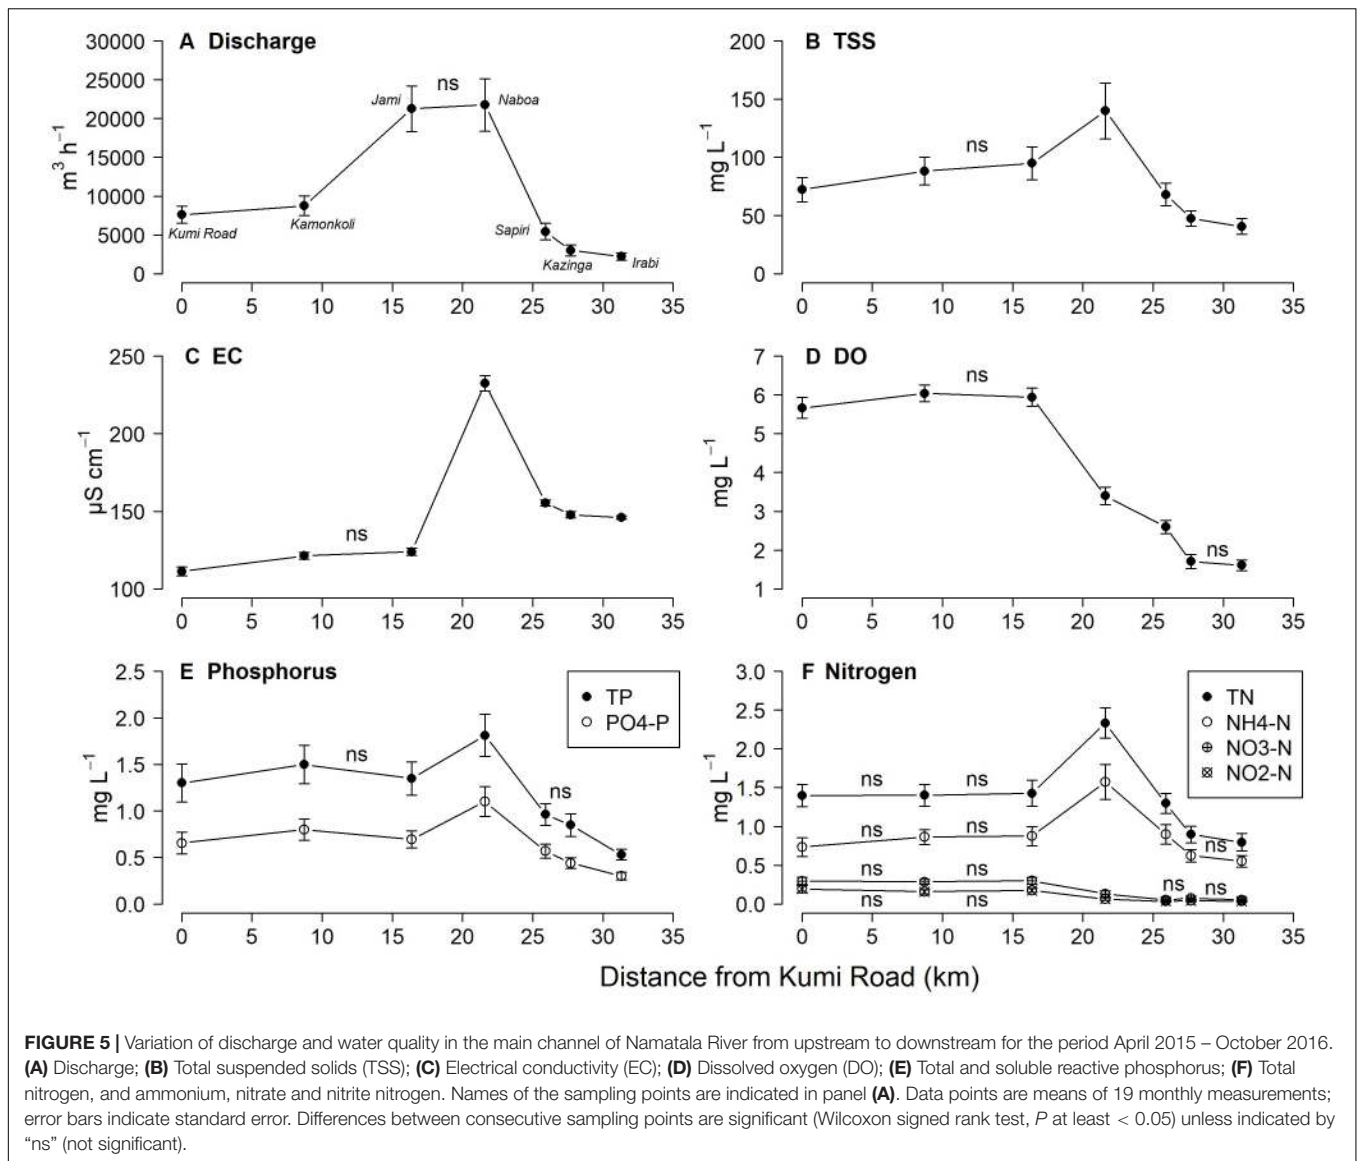 A Discharge
30000
25000
20000
15000
10000
5000
0
m³ h⁻¹
Kumi Road
Kamonkoli
Jami
ns
Naboa
Sapiri
Kazinga
Irabi
0 5 10 15 20 25 30 35
B TSS
200
150
100
50
0
mg L⁻¹
ns
0 5 10 15 20 25 30 35
C EC
250
200
150
100
µS cm⁻¹
ns
0 5 10 15 20 25 30 35
D DO
7
6
5
4
3
2
1
mg L⁻¹
ns
ns
0 5 10 15 20 25 30 35
E Phosphorus
2.5
2.0
1.5
1.0
0.5
0.0
mg L⁻¹
TP
PO4-P
ns
ns
0 5 10 15 20 25 30 35
F Nitrogen
3.0
2.5
2.0
1.5
1.0
0.5
0.0
mg L⁻¹
TN
NH4-N
NO3-N
NO2-N
ns ns
ns ns
ns
ns ns
ns ns
ns ns
0 5 10 15 20 25 30 35
Distance from Kumi Road (km)
FIGURE 5 | Variation of discharge and water quality in the main channel of Namatala River from upstream to downstream for the period April 2015 – October 2016.
(A) Discharge; (B) Total suspended solids (TSS); (C) Electrical conductivity (EC); (D) Dissolved oxygen (DO); (E) Total and soluble reactive phosphorus; (F) Total
nitrogen, and ammonium, nitrate and nitrite nitrogen. Names of the sampling points are indicated in panel (A). Data points are means of 19 monthly measurements;
error bars indicate standard error. Differences between consecutive sampling points are significant (Wilcoxon signed rank test, P at least < 0.05) unless indicated by
“ns” (not significant).